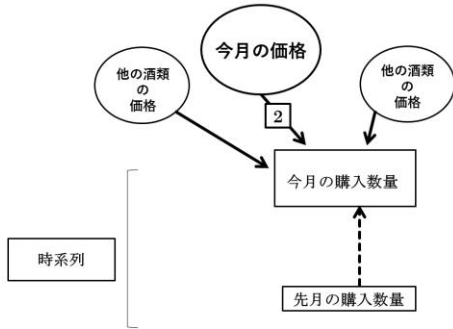 今月の価格
他の酒類
の
価格
他の酒類
の
価格
2
今月の購入数量
時系列
先月の購入数量